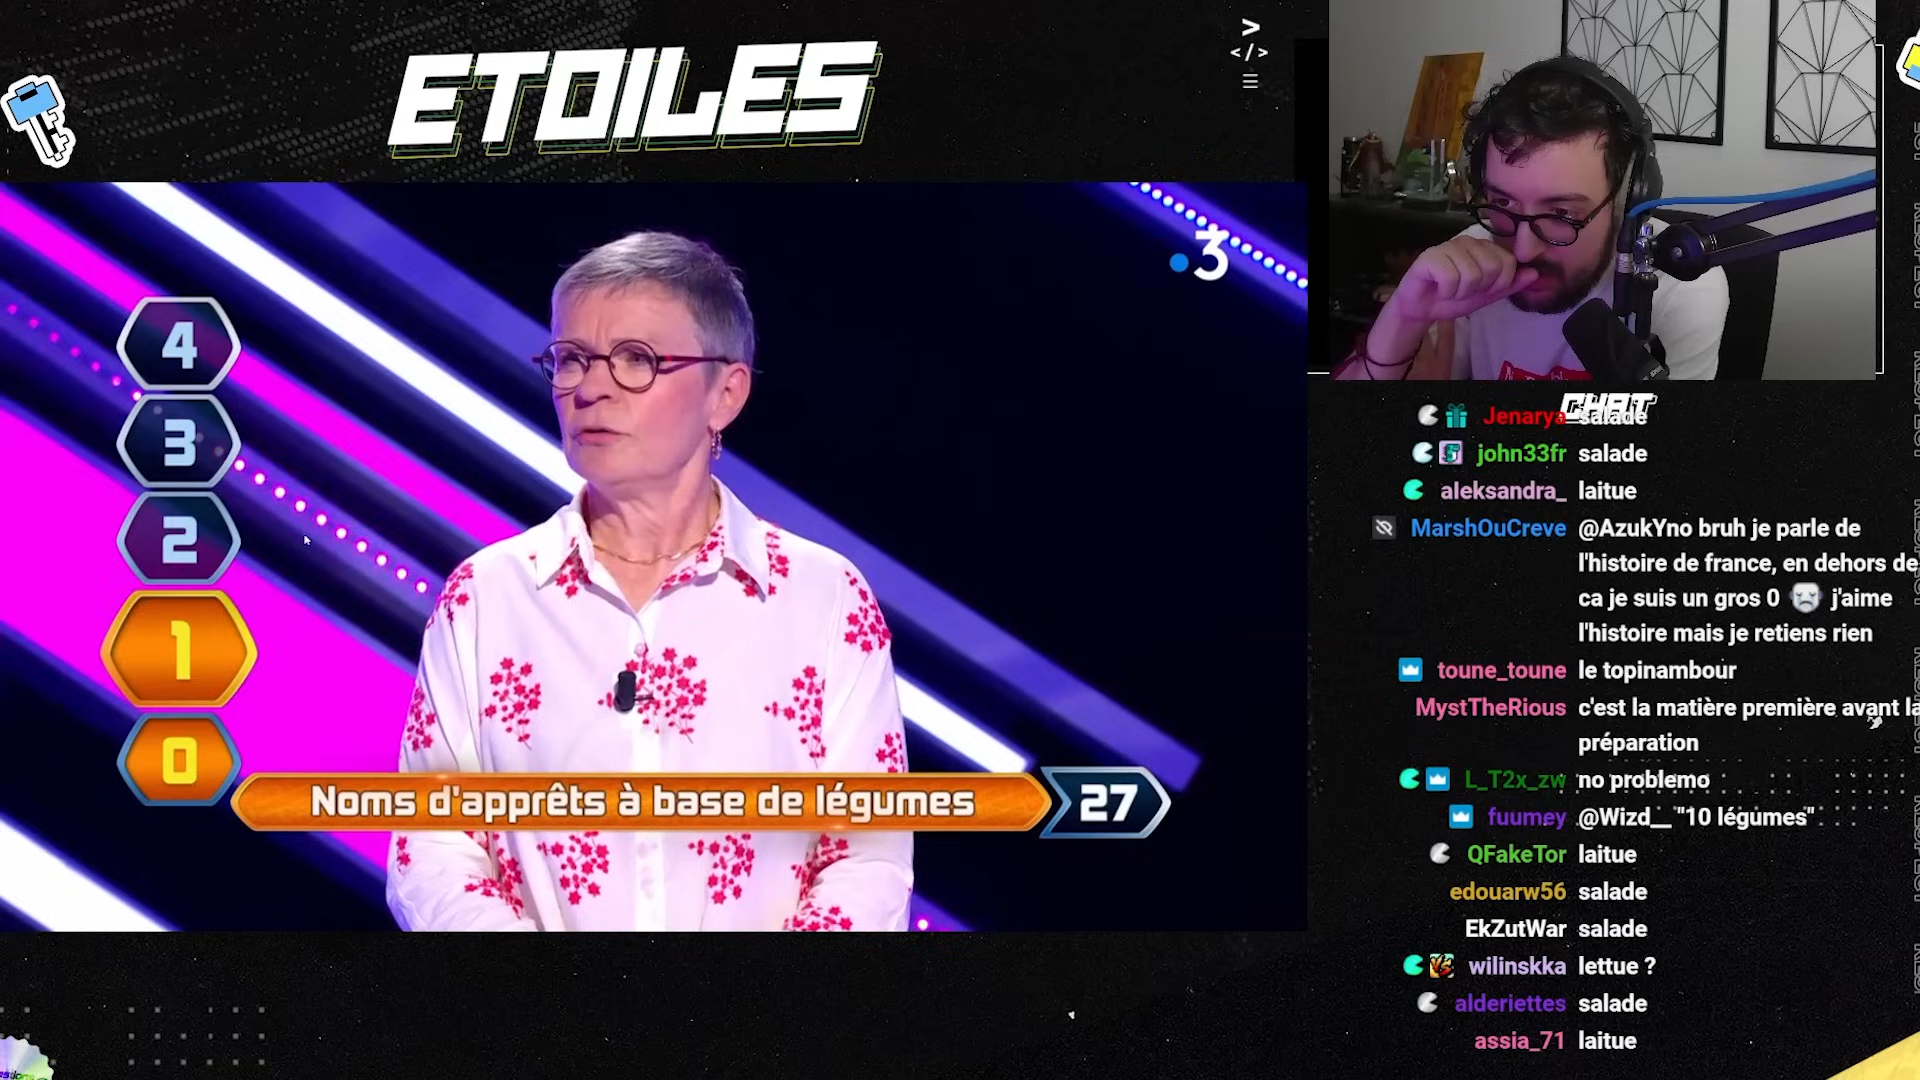 ETOILES
>
</>
3
4
3
2
1
0
Noms d'apprêts à base de légumes
27
CHAT
Jenarya salade
john33fr salade
aleksandra_ laitue
MarshOuCreve @AzukYno bruh je parle de
l'histoire de france, en dehors de
ca je suis un gros 0 j'aime
l'histoire mais je retiens rien
toune_toune le topinambour
MystTheRious c'est la matière première avant la
préparation
L_T2x_zw no problemo
fuumey @Wizd__ "10 légumes"
QFakeTor laitue
edouarw56 salade
EkZutWar salade
wilinskka lettue ?
alderiettes salade
assia_71 laitue